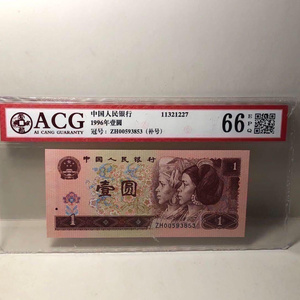 ACG
AI CANG GUARANTY
中国人民银行 11321227
1996年壹圆
冠号: ZH00593853 (补号)
66 EPQ
中国人民银行
壹圆
1
1
ZH00593853